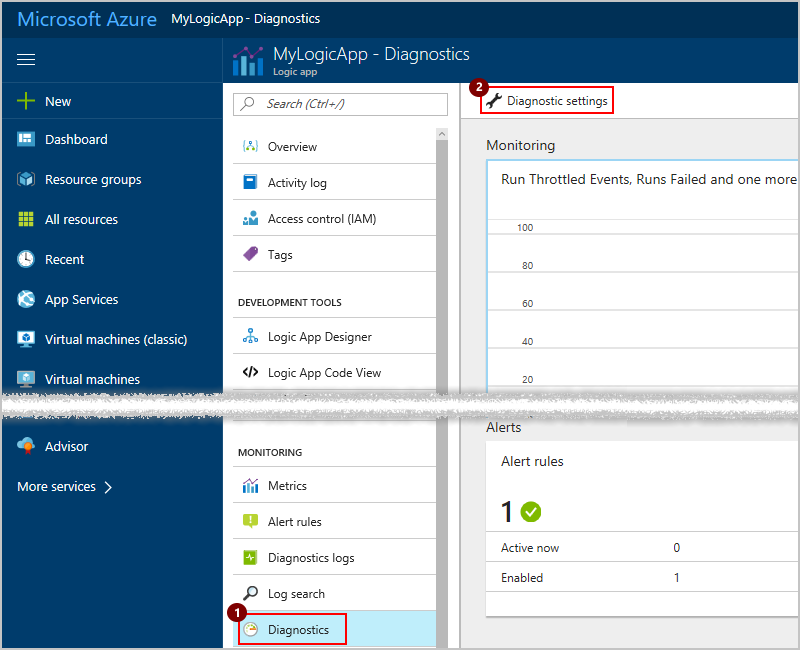 Microsoft Azure MyLogicApp - Diagnostics
MyLogicApp - Diagnostics
Logic app
New
Dashboard
Resource groups
All resources
Recent
App Services
Virtual machines (classic)
Virtual machines
Advisor
More services
Search (Ctrl+/)
Overview
Activity log
Access control (IAM)
Tags
DEVELOPMENT TOOLS
Logic App Designer
Logic App Code View
MONITORING
Metrics
Alert rules
Diagnostics logs
Log search
1
Diagnostics
2
Diagnostic settings
Monitoring
Run Throttled Events, Runs Failed and one more
100
80
60
40
20
Alerts
Alert rules
1
Active now 0
Enabled 1